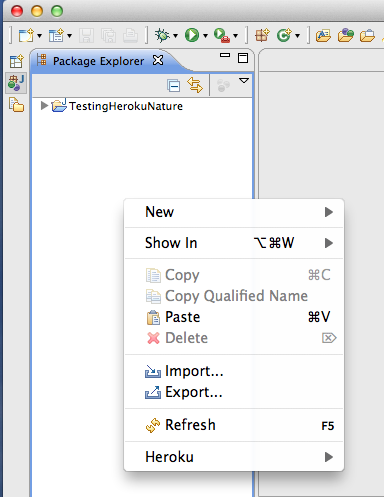 Package Explorer
TestingHerokuNature
New
Show In ⌥⌘W
Copy ⌘C
Copy Qualified Name
Paste ⌘V
Delete ⌦
Import...
Export...
Refresh F5
Heroku